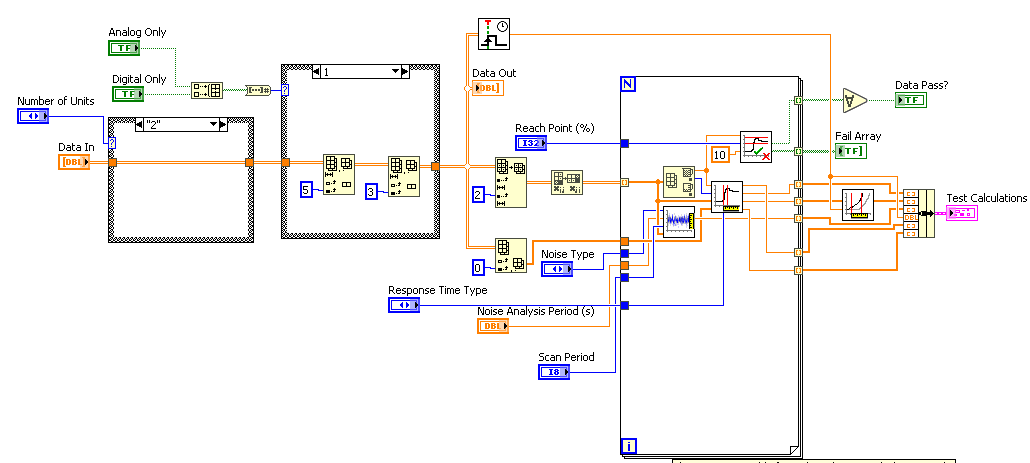 Analog Only
TF
Digital Only
TF
Number of Units
Data In
DBL
"2"
?
1
?
[...]#
5
3
Data Out
DBL
Reach Point (%)
I32
2
0
Noise Type
Response Time Type
Noise Analysis Period (s)
DBL
Scan Period
I8
N
10
i
Data Pass?
TF
Fail Array
TF
DBL
Test Calculations